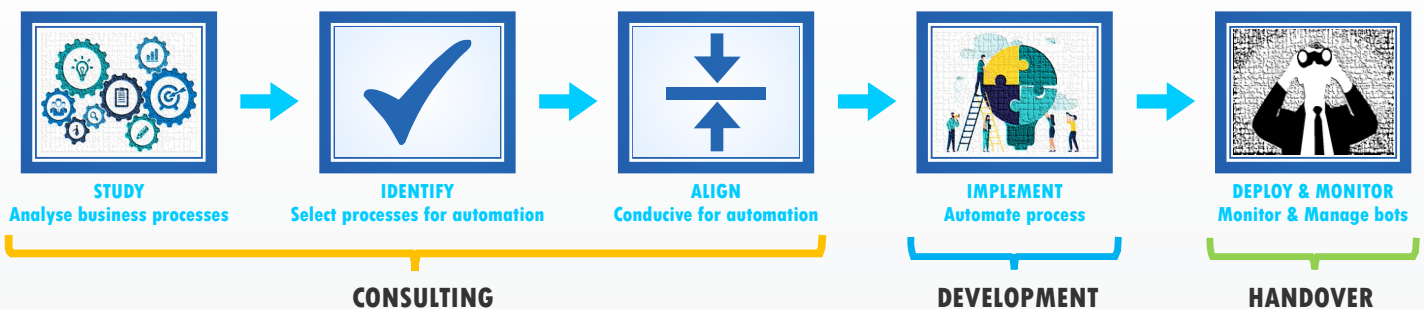 STUDY
Analyse business processes
IDENTIFY
Select processes for automation
ALIGN
Conducive for automation
IMPLEMENT
Automate process
DEPLOY & MONITOR
Monitor & Manage bots
CONSULTING
DEVELOPMENT
HANDOVER